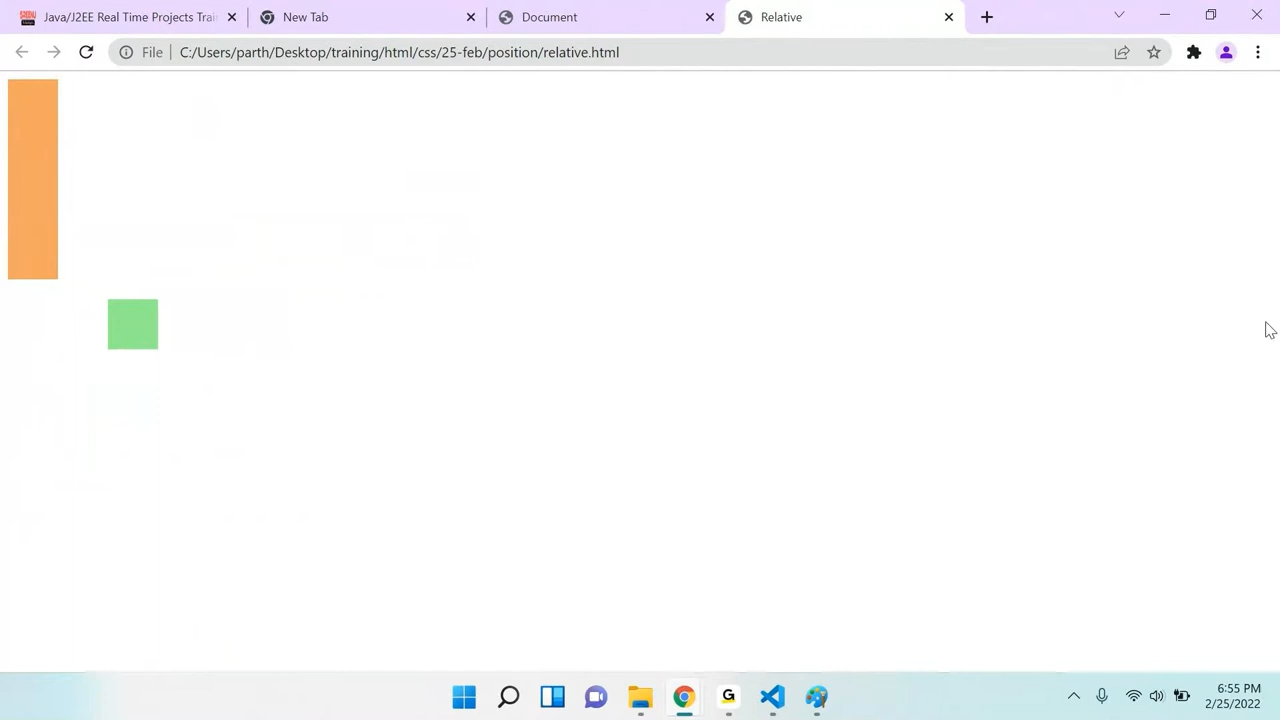 Java/J2EE Real Time Projects Trai
New Tab
Document
Relative
File
C:/Users/parth/Desktop/training/html/css/25-feb/position/relative.html
G
6:55 PM
2/25/2022